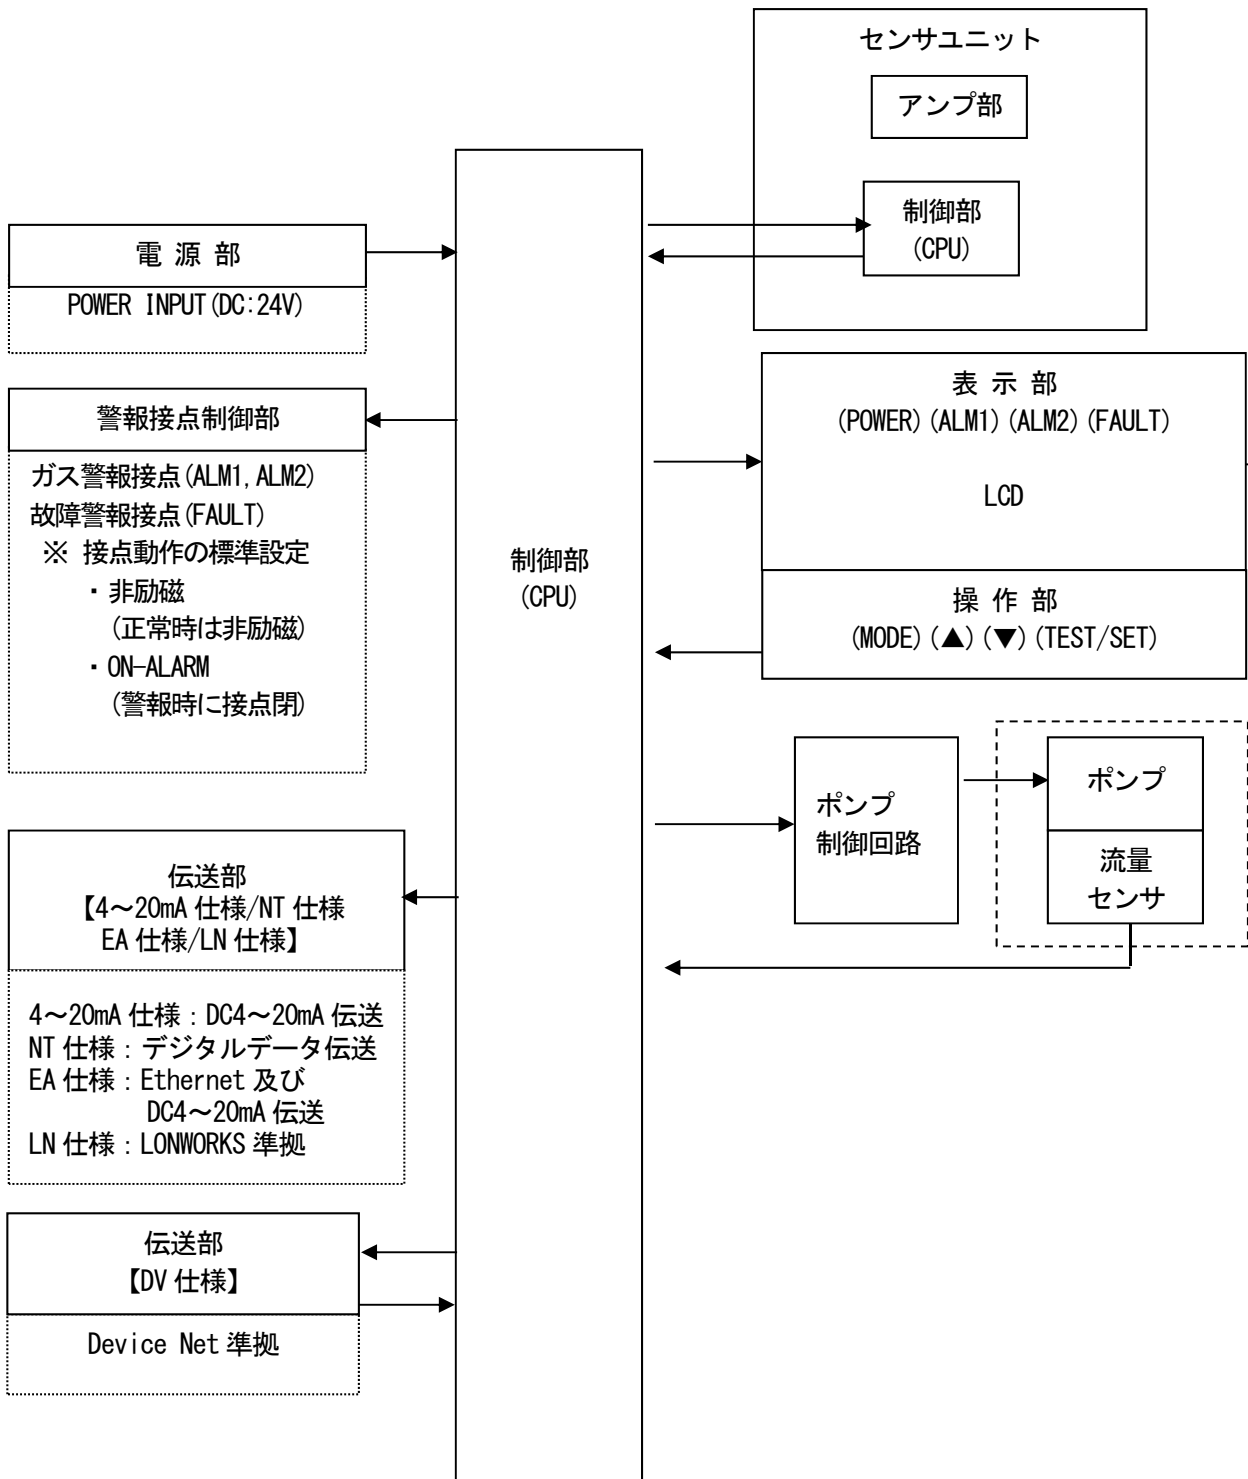 センサユニット
アンプ部
制御部
(CPU)
電 源 部
POWER INPUT(DC:24V)
警報接点制御部
ガス警報接点(ALM1,ALM2)
故障警報接点(FAULT)
※ 接点動作の標準設定
・非励磁
(正常時は非励磁)
・ON-ALARM
(警報時に接点閉)
制御部
(CPU)
表 示 部
(POWER)(ALM1)(ALM2)(FAULT)
LCD
操 作 部
(MODE)(▲)(▼)(TEST/SET)
ポンプ
制御回路
ポンプ
流量
センサ
伝送部
【4～20mA 仕様/NT 仕様
EA 仕様/LN 仕様】
4～20mA 仕様：DC4～20mA 伝送
NT 仕様：デジタルデータ伝送
EA 仕様：Ethernet 及び
DC4～20mA 伝送
LN 仕様：LONWORKS 準拠
伝送部
【DV 仕様】
Device Net 準拠